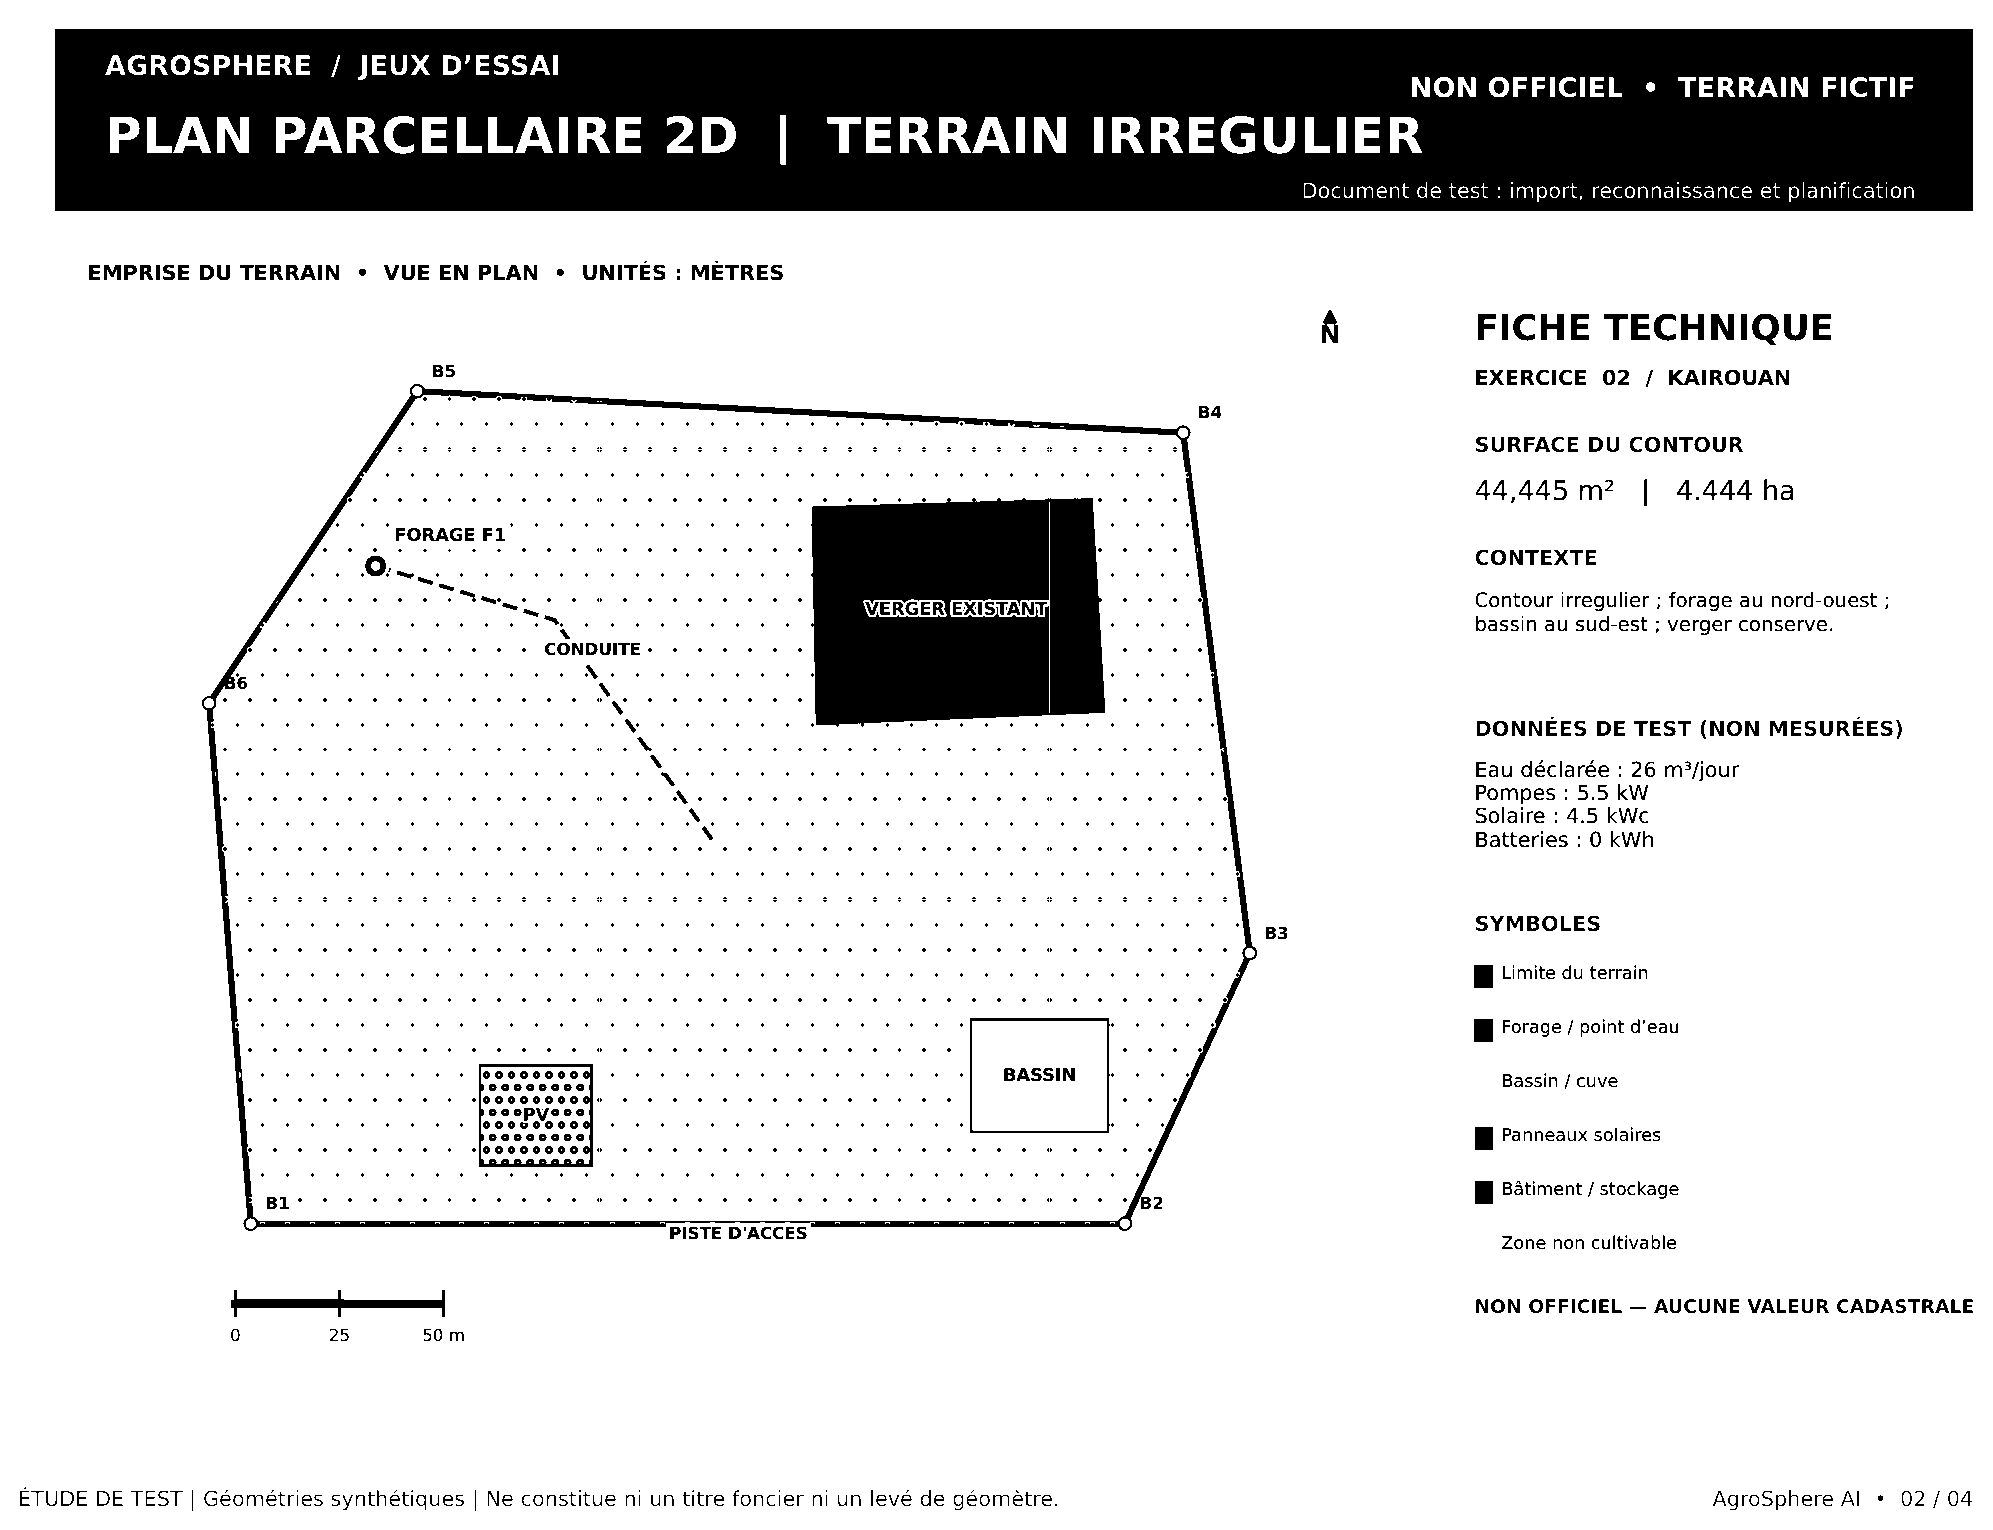 AGROSPHERE / JEUX D’ESSAI
NON OFFICIEL • TERRAIN FICTIF
PLAN PARCELLAIRE 2D | TERRAIN IRREGULIER
Document de test : import, reconnaissance et planification
EMPRISE DU TERRAIN • VUE EN PLAN • UNITÉS : MÈTRES
N
B5
B4
FORAGE F1
VERGER EXISTANT
CONDUITE
B6
B3
BASSIN
PV
B1
B2
PISTE D'ACCES
0
25
50 m
FICHE TECHNIQUE
EXERCICE 02 / KAIROUAN
SURFACE DU CONTOUR
44,445 m² | 4.444 ha
CONTEXTE
Contour irregulier ; forage au nord-ouest ;
bassin au sud-est ; verger conserve.
DONNÉES DE TEST (NON MESURÉES)
Eau déclarée : 26 m³/jour
Pompes : 5.5 kW
Solaire : 4.5 kWc
Batteries : 0 kWh
SYMBOLES
Limite du terrain
Forage / point d’eau
Bassin / cuve
Panneaux solaires
Bâtiment / stockage
Zone non cultivable
NON OFFICIEL — AUCUNE VALEUR CADASTRALE
ÉTUDE DE TEST | Géométries synthétiques | Ne constitue ni un titre foncier ni un levé de géomètre.
AgroSphere AI • 02 / 04